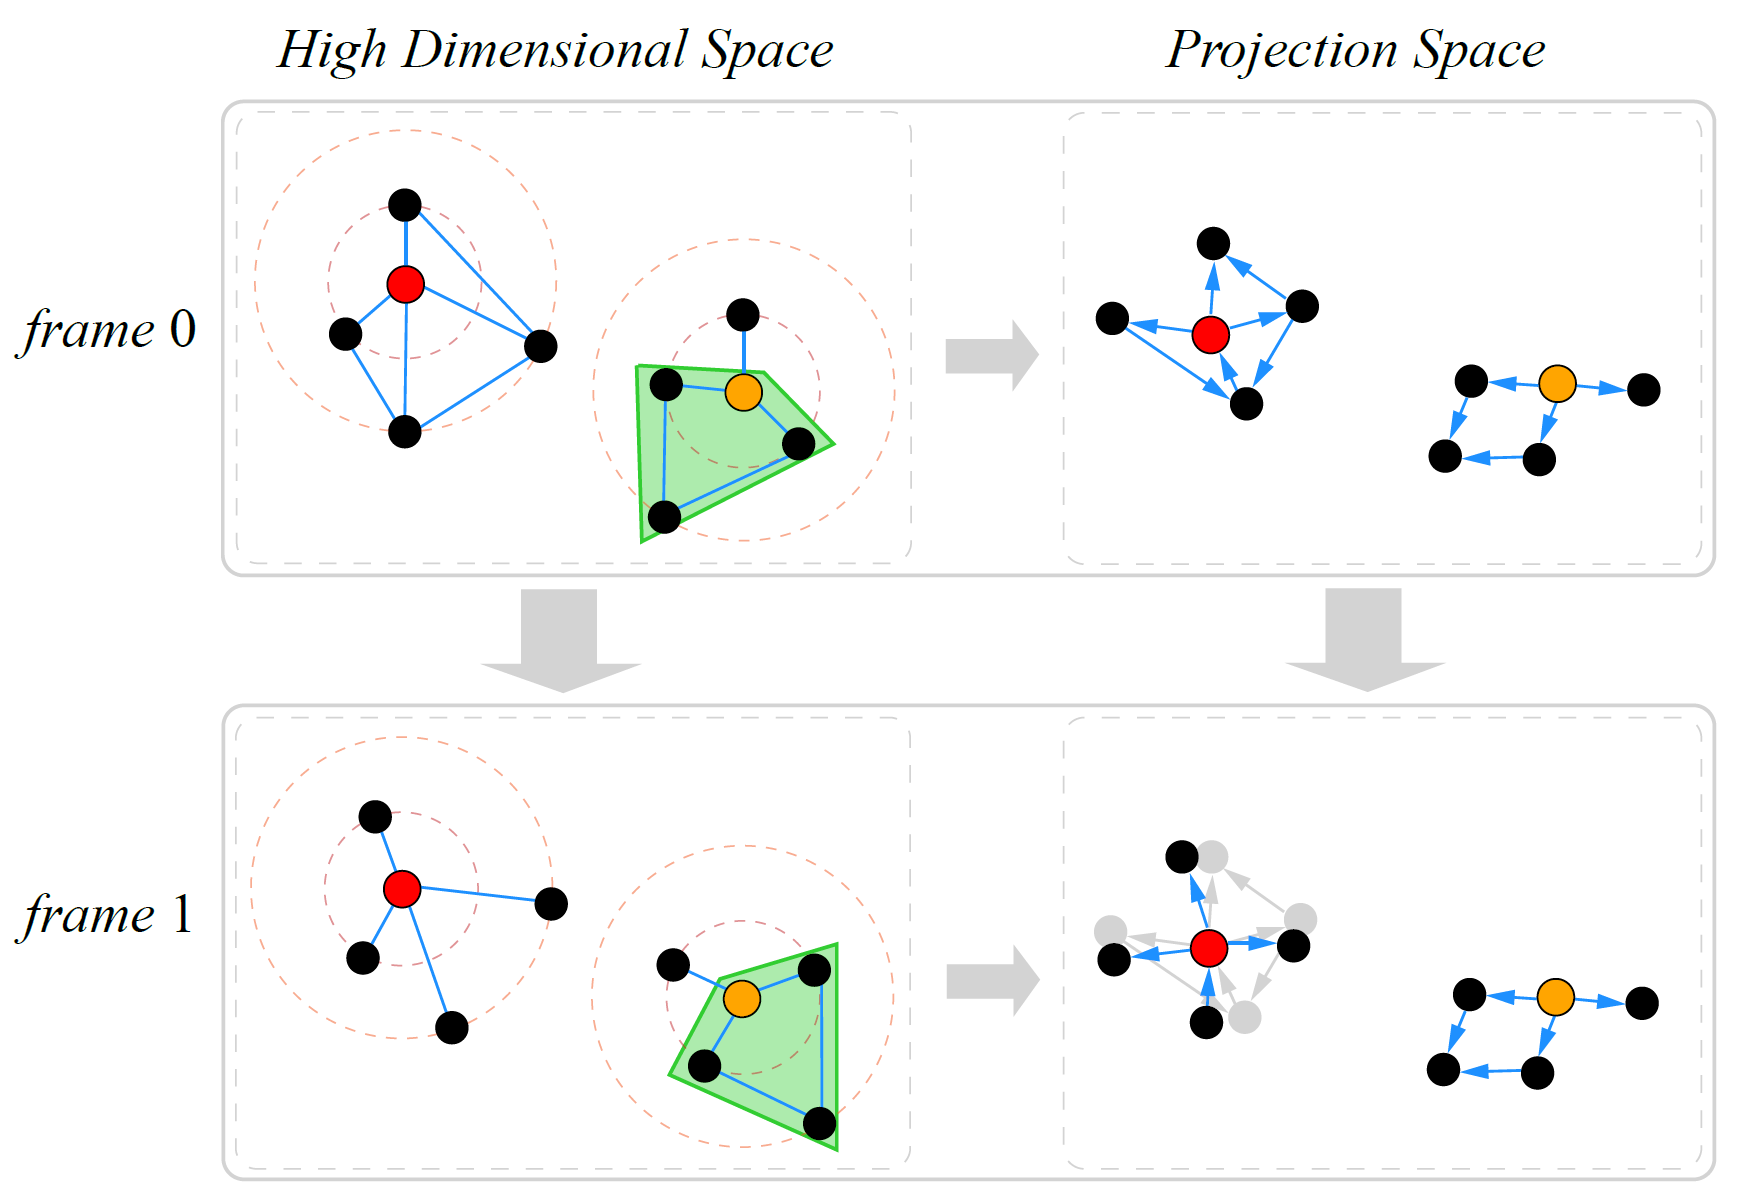 High Dimensional Space
Projection Space
frame 0
frame 1